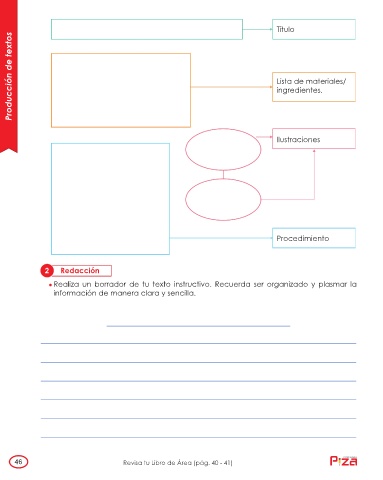 Título
Producción de textos
Lista de materiales/
ingredientes.
Ilustraciones
Procedimiento
2 Redacción
Realiza un borrador de tu texto instructivo. Recuerda ser organizado y plasmar la
información de manera clara y sencilla.
46
Revisa tu Libro de Área (pág. 40 - 41)